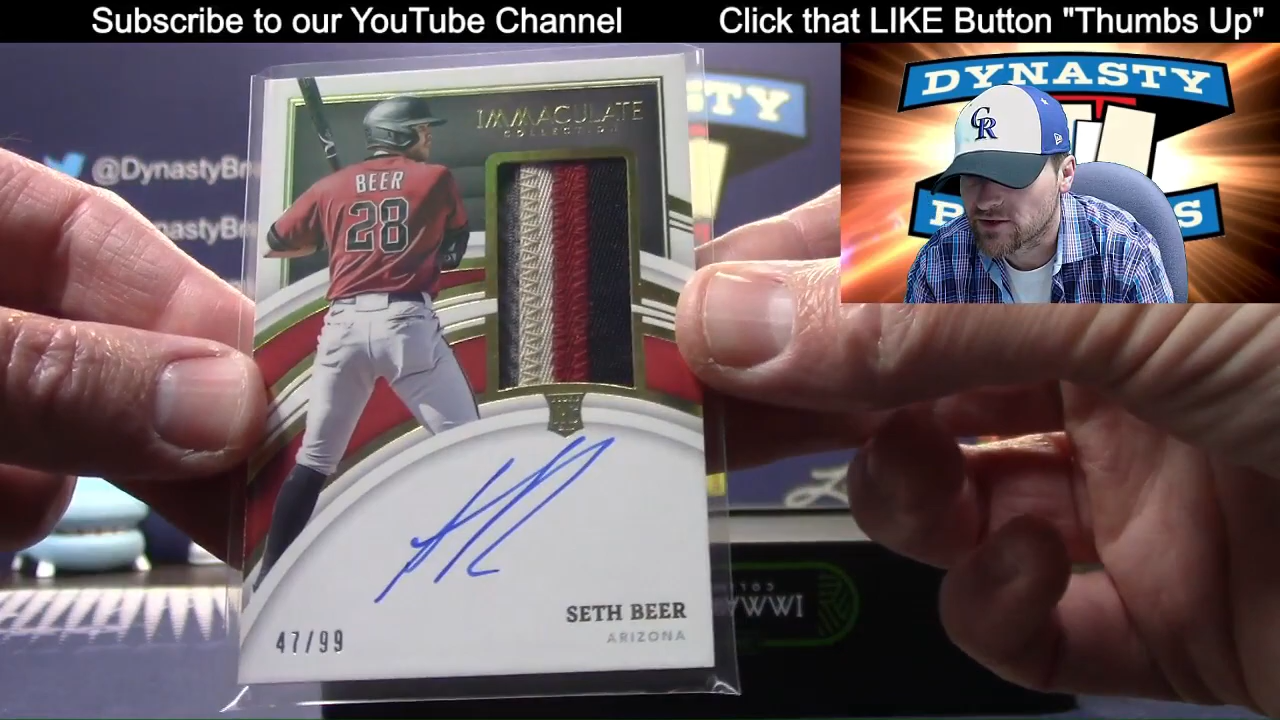 Subscribe to our YouTube Channel
Click that LIKE Button "Thumbs Up"
DYNASTY
CR
@DynastyBr
IMMACULATE
COLLECTION
BEER
28
SETH BEER
ARIZONA
47/99